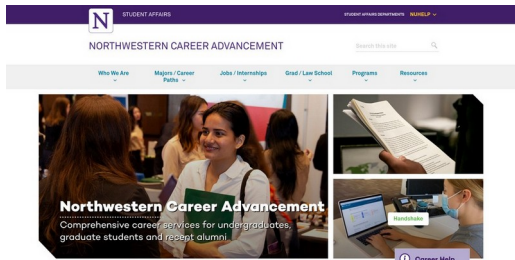 N
STUDENT AFFAIRS
STUDENT AFFAIRS DEPARTMENTS NUHELP
NORTHWESTERN CAREER ADVANCEMENT
Search this site
Who We Are
Majors / Career
Paths
Jobs / Internships
Grad / Law School
Programs
Resources
Northwestern Career Advancement
Comprehensive career services for undergraduates,
graduate students and recent alumni
Handshake
Career Help